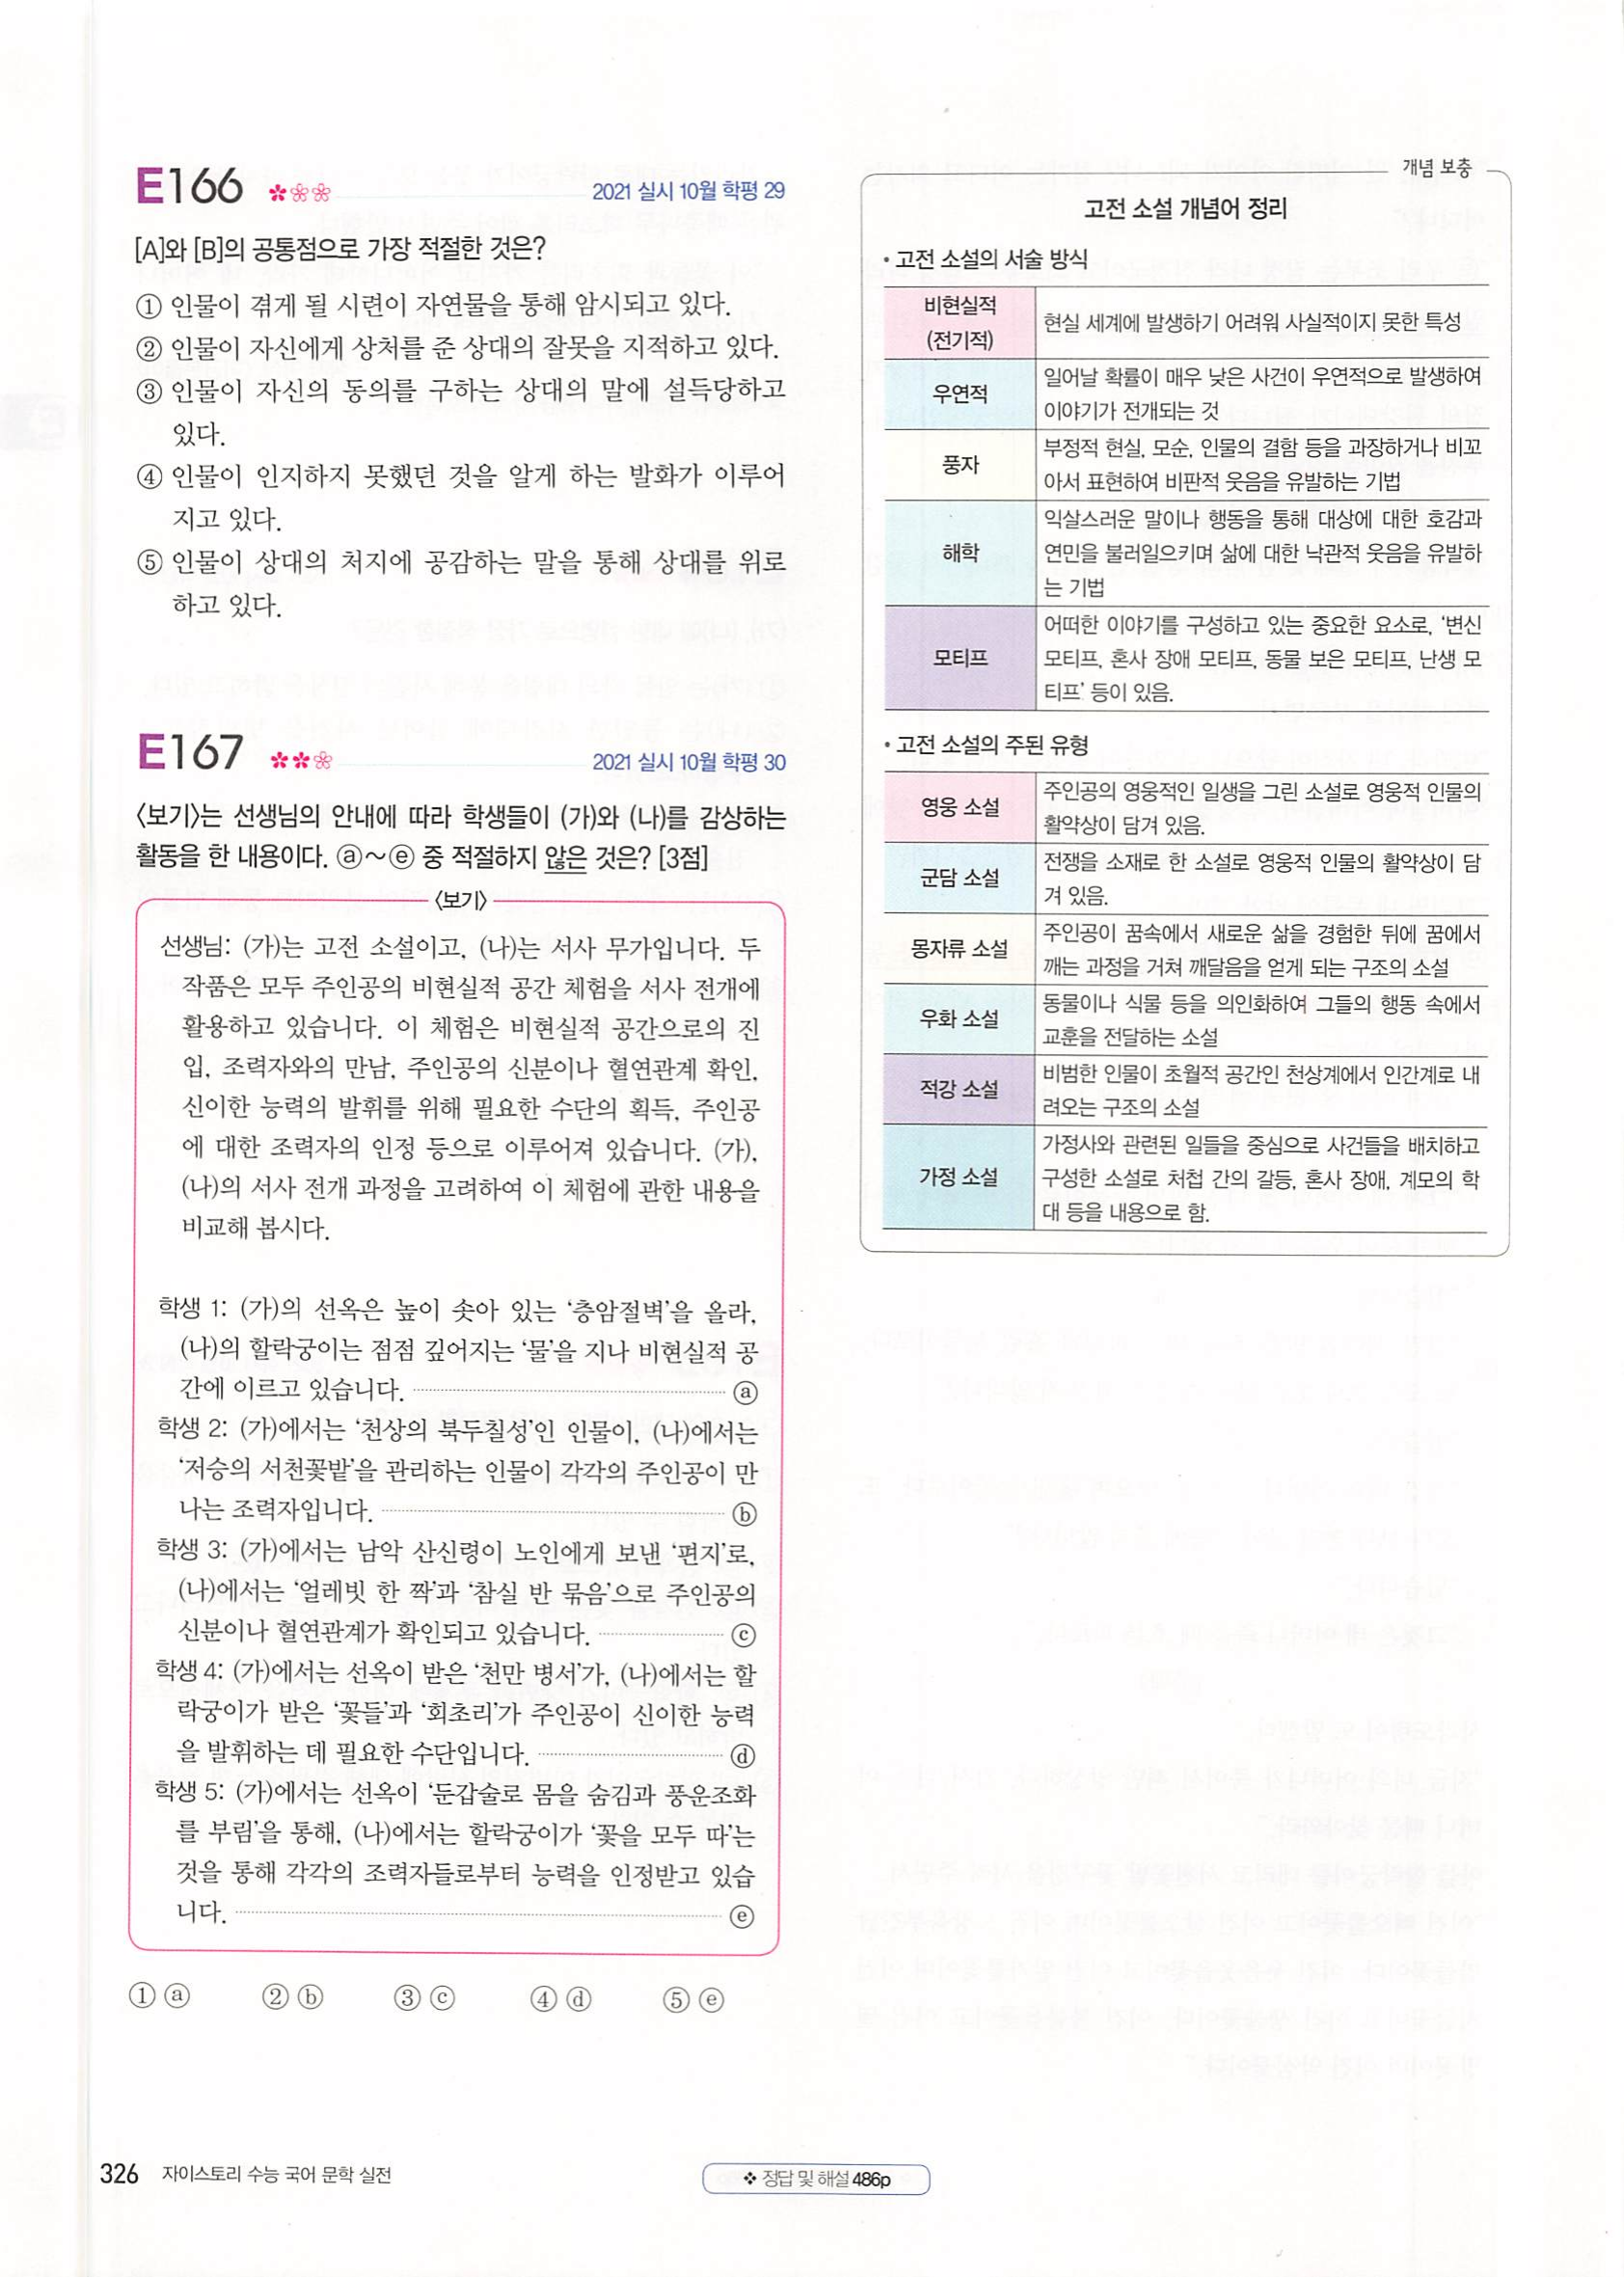 E166
2021 실시 10월 학평 29
[A]와 [B]의 공통점으로 가장 적절한 것은?
① 인물이 겪게 될 시련이 자연물을 통해 암시되고 있다.
② 인물이 자신에게 상처를 준 상대의 잘못을 지적하고 있다.
③ 인물이 자신의 동의를 구하는 상대의 말에 설득당하고
있다.
④ 인물이 인지하지 못했던 것을 알게 하는 발화가 이루어
지고 있다.
⑤ 인물이 상대의 처지에 공감하는 말을 통해 상대를 위로
하고 있다.
E167
2021 실시 10월 학평 30
<보기>는 선생님의 안내에 따라 학생들이 (가)와 (나)를 감상하는
활동을 한 내용이다. ⓐ~ⓔ 중 적절하지 않은 것은? [3점]
<보기>
선생님: (가)는 고전 소설이고, (나)는 서사 무가입니다. 두
작품은 모두 주인공의 비현실적 공간 체험을 서사 전개에
활용하고 있습니다. 이 체험은 비현실적 공간으로의 진
입, 조력자와의 만남, 주인공의 신분이나 혈연관계 확인,
신이한 능력의 발휘를 위해 필요한 수단의 획득, 주인공
에 대한 조력자의 인정 등으로 이루어져 있습니다. (가),
(나)의 서사 전개 과정을 고려하여 이 체험에 관한 내용을
비교해 봅시다.
학생 1: (가)의 선옥은 높이 솟아 있는 ‘층암절벽’을 올라,
(나)의 할락궁이는 점점 깊어지는 ‘물’을 지나 비현실적 공
간에 이르고 있습니다. ⓐ
학생 2: (가)에서는 ‘천상의 북두칠성’인 인물이, (나)에서는
‘저승의 서천꽃밭’을 관리하는 인물이 각각의 주인공이 만
나는 조력자입니다. ⓑ
학생 3: (가)에서는 남악 산신령이 노인에게 보낸 ‘편지’로,
(나)에서는 ‘얼레빗 한 짝’과 ‘참실 반 묶음’으로 주인공의
신분이나 혈연관계가 확인되고 있습니다. ⓒ
학생 4: (가)에서는 선옥이 받은 ‘천만 병서’가, (나)에서는 할
락궁이가 받은 ‘꽃들’과 ‘회초리’가 주인공이 신이한 능력
을 발휘하는 데 필요한 수단입니다. ⓓ
학생 5: (가)에서는 선옥이 ‘둔갑술로 몸을 숨김과 풍운조화
를 부림’을 통해, (나)에서는 할락궁이가 ‘꽃을 모두 따’는
것을 통해 각각의 조력자들로부터 능력을 인정받고 있습
니다. ⓔ
① ⓐ ② ⓑ ③ ⓒ ④ ⓓ ⑤ ⓔ
개념 보충
고전 소설 개념어 정리
• 고전 소설의 서술 방식
비현실적
(전기적)
현실 세계에 발생하기 어려워 사실적이지 못한 특성
우연적
일어날 확률이 매우 낮은 사건이 우연적으로 발생하여
이야기가 전개되는 것
풍자
부정적 현실, 모순, 인물의 결함 등을 과장하거나 비꼬
아서 표현하여 비판적 웃음을 유발하는 기법
해학
익살스러운 말이나 행동을 통해 대상에 대한 호감과
연민을 불러일으키며 삶에 대한 낙관적 웃음을 유발하
는 기법
모티프
어떠한 이야기를 구성하고 있는 중요한 요소로, ‘변신
모티프, 혼사 장애 모티프, 동물 보은 모티프, 난생 모
티프’ 등이 있음.
• 고전 소설의 주된 유형
영웅 소설
주인공의 영웅적인 일생을 그린 소설로 영웅적 인물의
활약상이 담겨 있음.
군담 소설
전쟁을 소재로 한 소설로 영웅적 인물의 활약상이 담
겨 있음.
몽자류 소설
주인공이 꿈속에서 새로운 삶을 경험한 뒤에 꿈에서
깨는 과정을 거쳐 깨달음을 얻게 되는 구조의 소설
우화 소설
동물이나 식물 등을 의인화하여 그들의 행동 속에서
교훈을 전달하는 소설
적강 소설
비범한 인물이 초월적 공간인 천상계에서 인간계로 내
려오는 구조의 소설
가정 소설
가정사와 관련된 일들을 중심으로 사건들을 배치하고
구성한 소설로 처첩 간의 갈등, 혼사 장애, 계모의 학
대 등을 내용으로 함.
326 자이스토리 수능 국어 문학 실전
❖ 정답 및 해설 486p